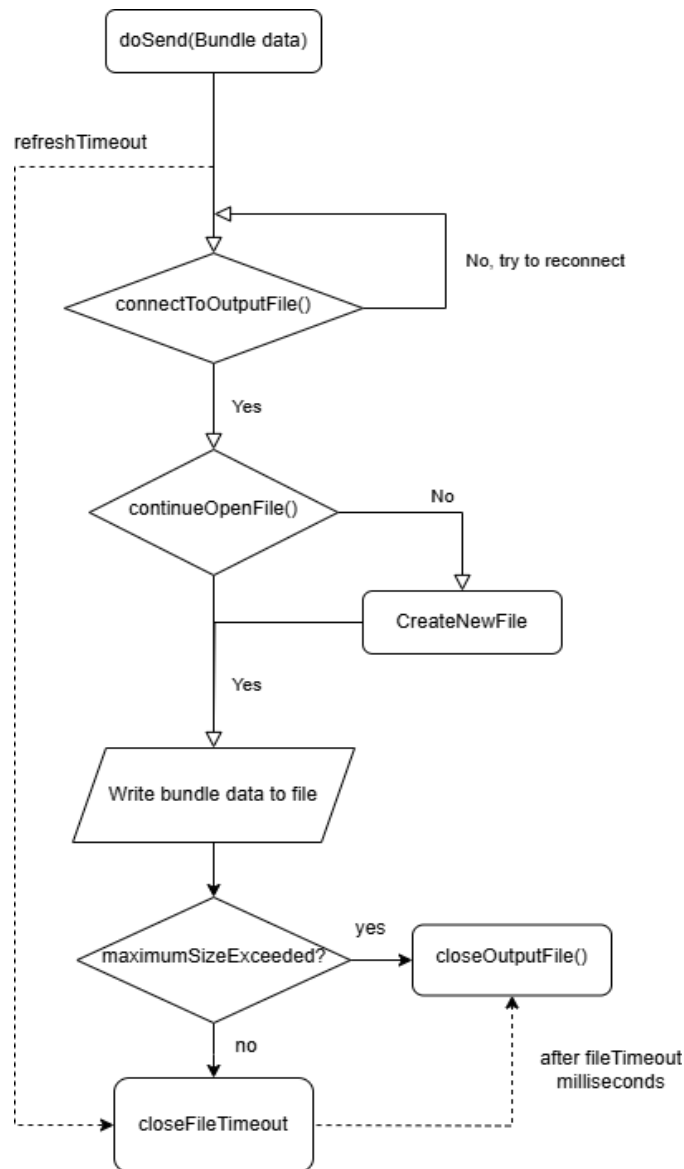 doSend(Bundle data)
refreshTimeout
No, try to reconnect
connectToOutputFile()
Yes
continueOpenFile()
No
CreateNewFile
Yes
Write bundle data to file
maximumSizeExceeded?
yes
closeOutputFile()
no
after fileTimeout
milliseconds
closeFileTimeout